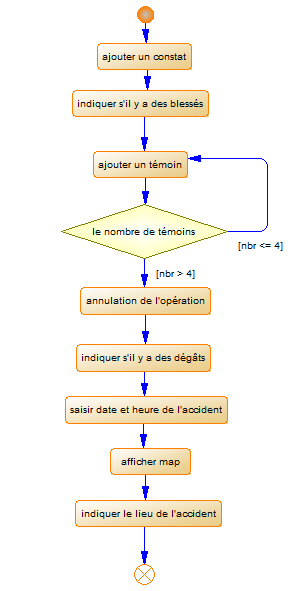 ajouter un constat
indiquer s'il y a des blessés
ajouter un témoin
le nombre de témoins
[nbr <= 4]
[nbr > 4]
annulation de l'opération
indiquer s'il y a des dégâts
saisir date et heure de l'accident
afficher map
indiquer le lieu de l'accident